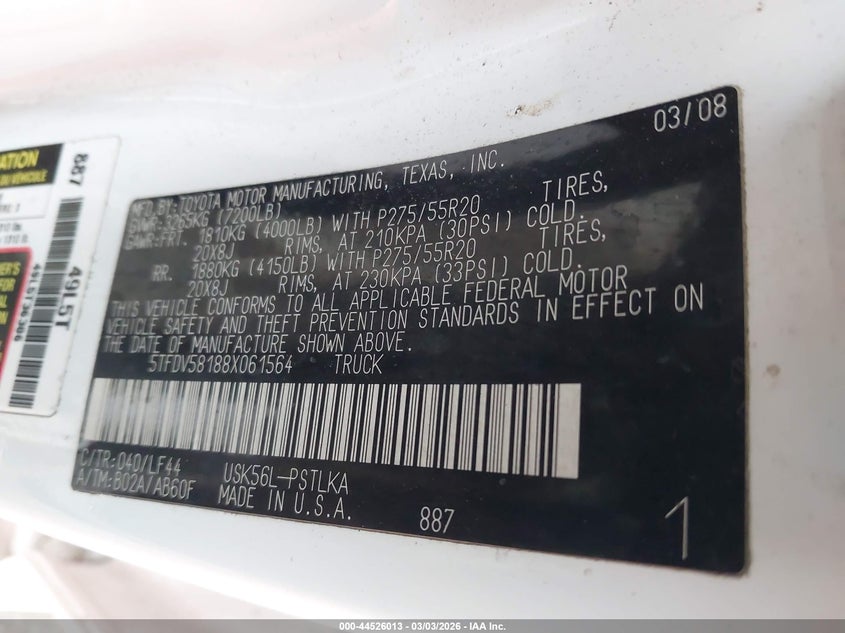 03/08
MFD.BY:TOYOTA MOTOR MANUFACTURING, TEXAS, INC.
GVWR:3265KG (7200LB)
GAWR:FRT. 1810KG (4000LB) WITH P275/55R20 TIRES,
20X8J RIMS, AT 210KPA (30PSI) COLD.
RR. 1880KG (4150LB) WITH P275/55R20 TIRES,
20X8J RIMS, AT 230KPA (33PSI) COLD.
THIS VEHICLE CONFORMS TO ALL APPLICABLE FEDERAL MOTOR
VEHICLE SAFETY AND THEFT PREVENTION STANDARDS IN EFFECT ON
THE DATE OF MANUFACTURE SHOWN ABOVE.
5TFDV58188X061564 TRUCK
C/TR:040/LF44 USK56L-PSTLKA
A/TM:B02A/AB60F MADE IN U.S.A.
887
1
887
49L5T
49L5T36306
000-44526013 - 03/03/2026 - IAA Inc.